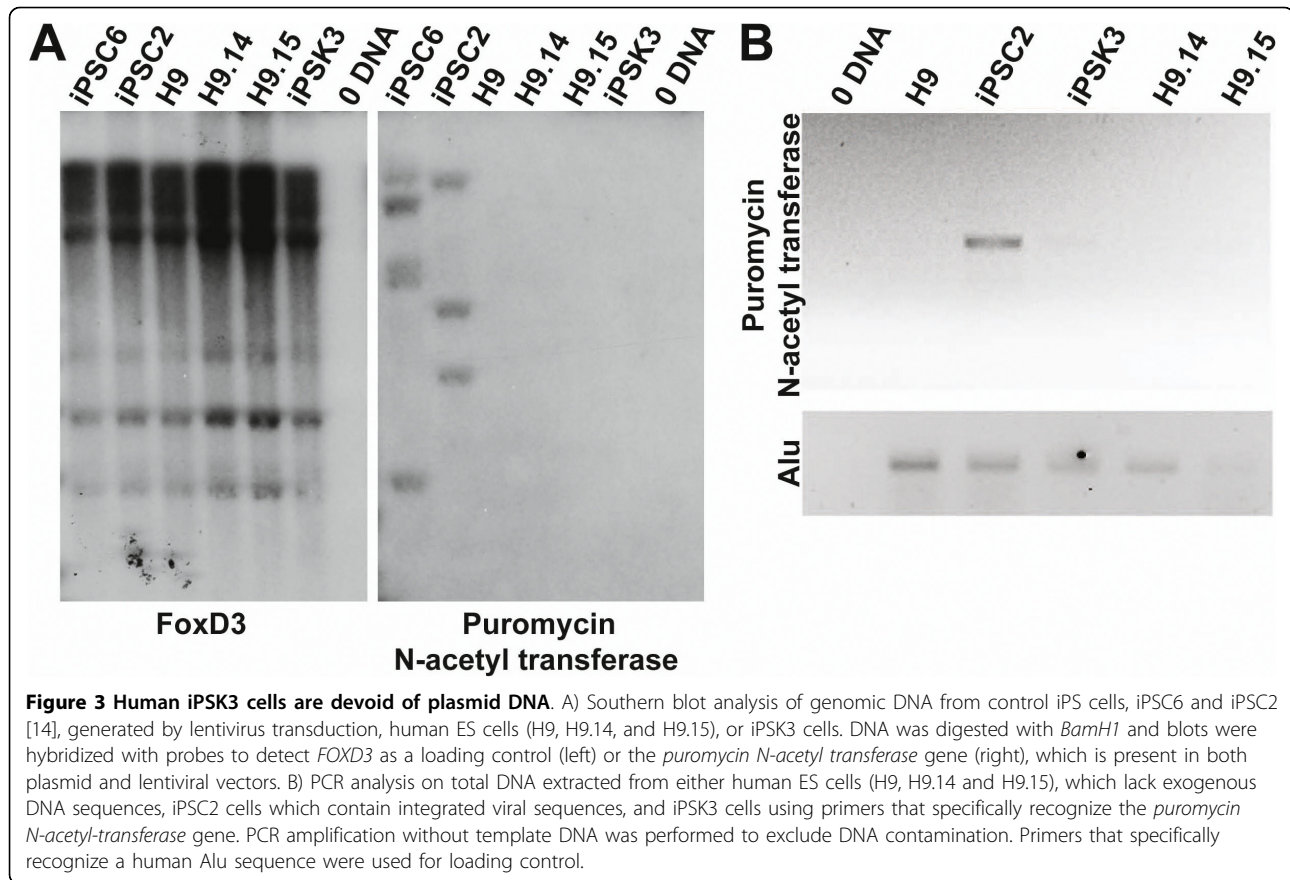 A
iPSC6
iPSC2
H9
H9.14
H9.15
iPSK3
0 DNA
iPSC6
iPSC2
H9
H9.14
H9.15
iPSK3
0 DNA
FoxD3
Puromycin
N-acetyl transferase
B
0 DNA
H9
iPSC2
iPSK3
H9.14
H9.15
Puromycin
N-acetyl transferase
Alu
Figure 3 Human iPSK3 cells are devoid of plasmid DNA. A) Southern blot analysis of genomic DNA from control iPS cells, iPSC6 and iPSC2
[14], generated by lentivirus transduction, human ES cells (H9, H9.14, and H9.15), or iPSK3 cells. DNA was digested with BamH1 and blots were
hybridized with probes to detect FOXD3 as a loading control (left) or the puromycin N-acetyl transferase gene (right), which is present in both
plasmid and lentiviral vectors. B) PCR analysis on total DNA extracted from either human ES cells (H9, H9.14 and H9.15), which lack exogenous
DNA sequences, iPSC2 cells which contain integrated viral sequences, and iPSK3 cells using primers that specifically recognize the puromycin
N-acetyl-transferase gene. PCR amplification without template DNA was performed to exclude DNA contamination. Primers that specifically
recognize a human Alu sequence were used for loading control.